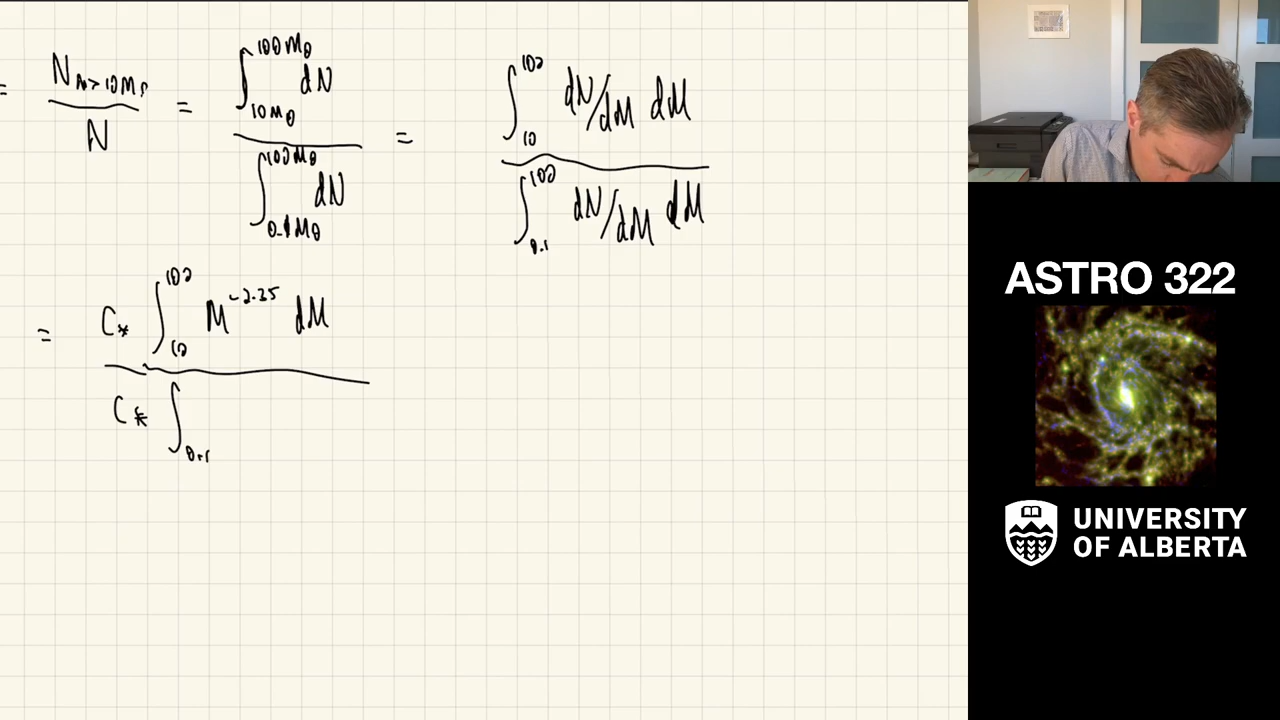 = N_{M>10M⊙} / N = ∫_{10M⊙}^{100M⊙} dN / ∫_{0.1M⊙}^{100M⊙} dN = ∫_{10}^{100} dN/dM dM / ∫_{0.1}^{100} dN/dM dM
= C* ∫_{10}^{100} M^{-2.35} dM / C* ∫_{0.1}
ASTRO 322
UNIVERSITY
OF ALBERTA